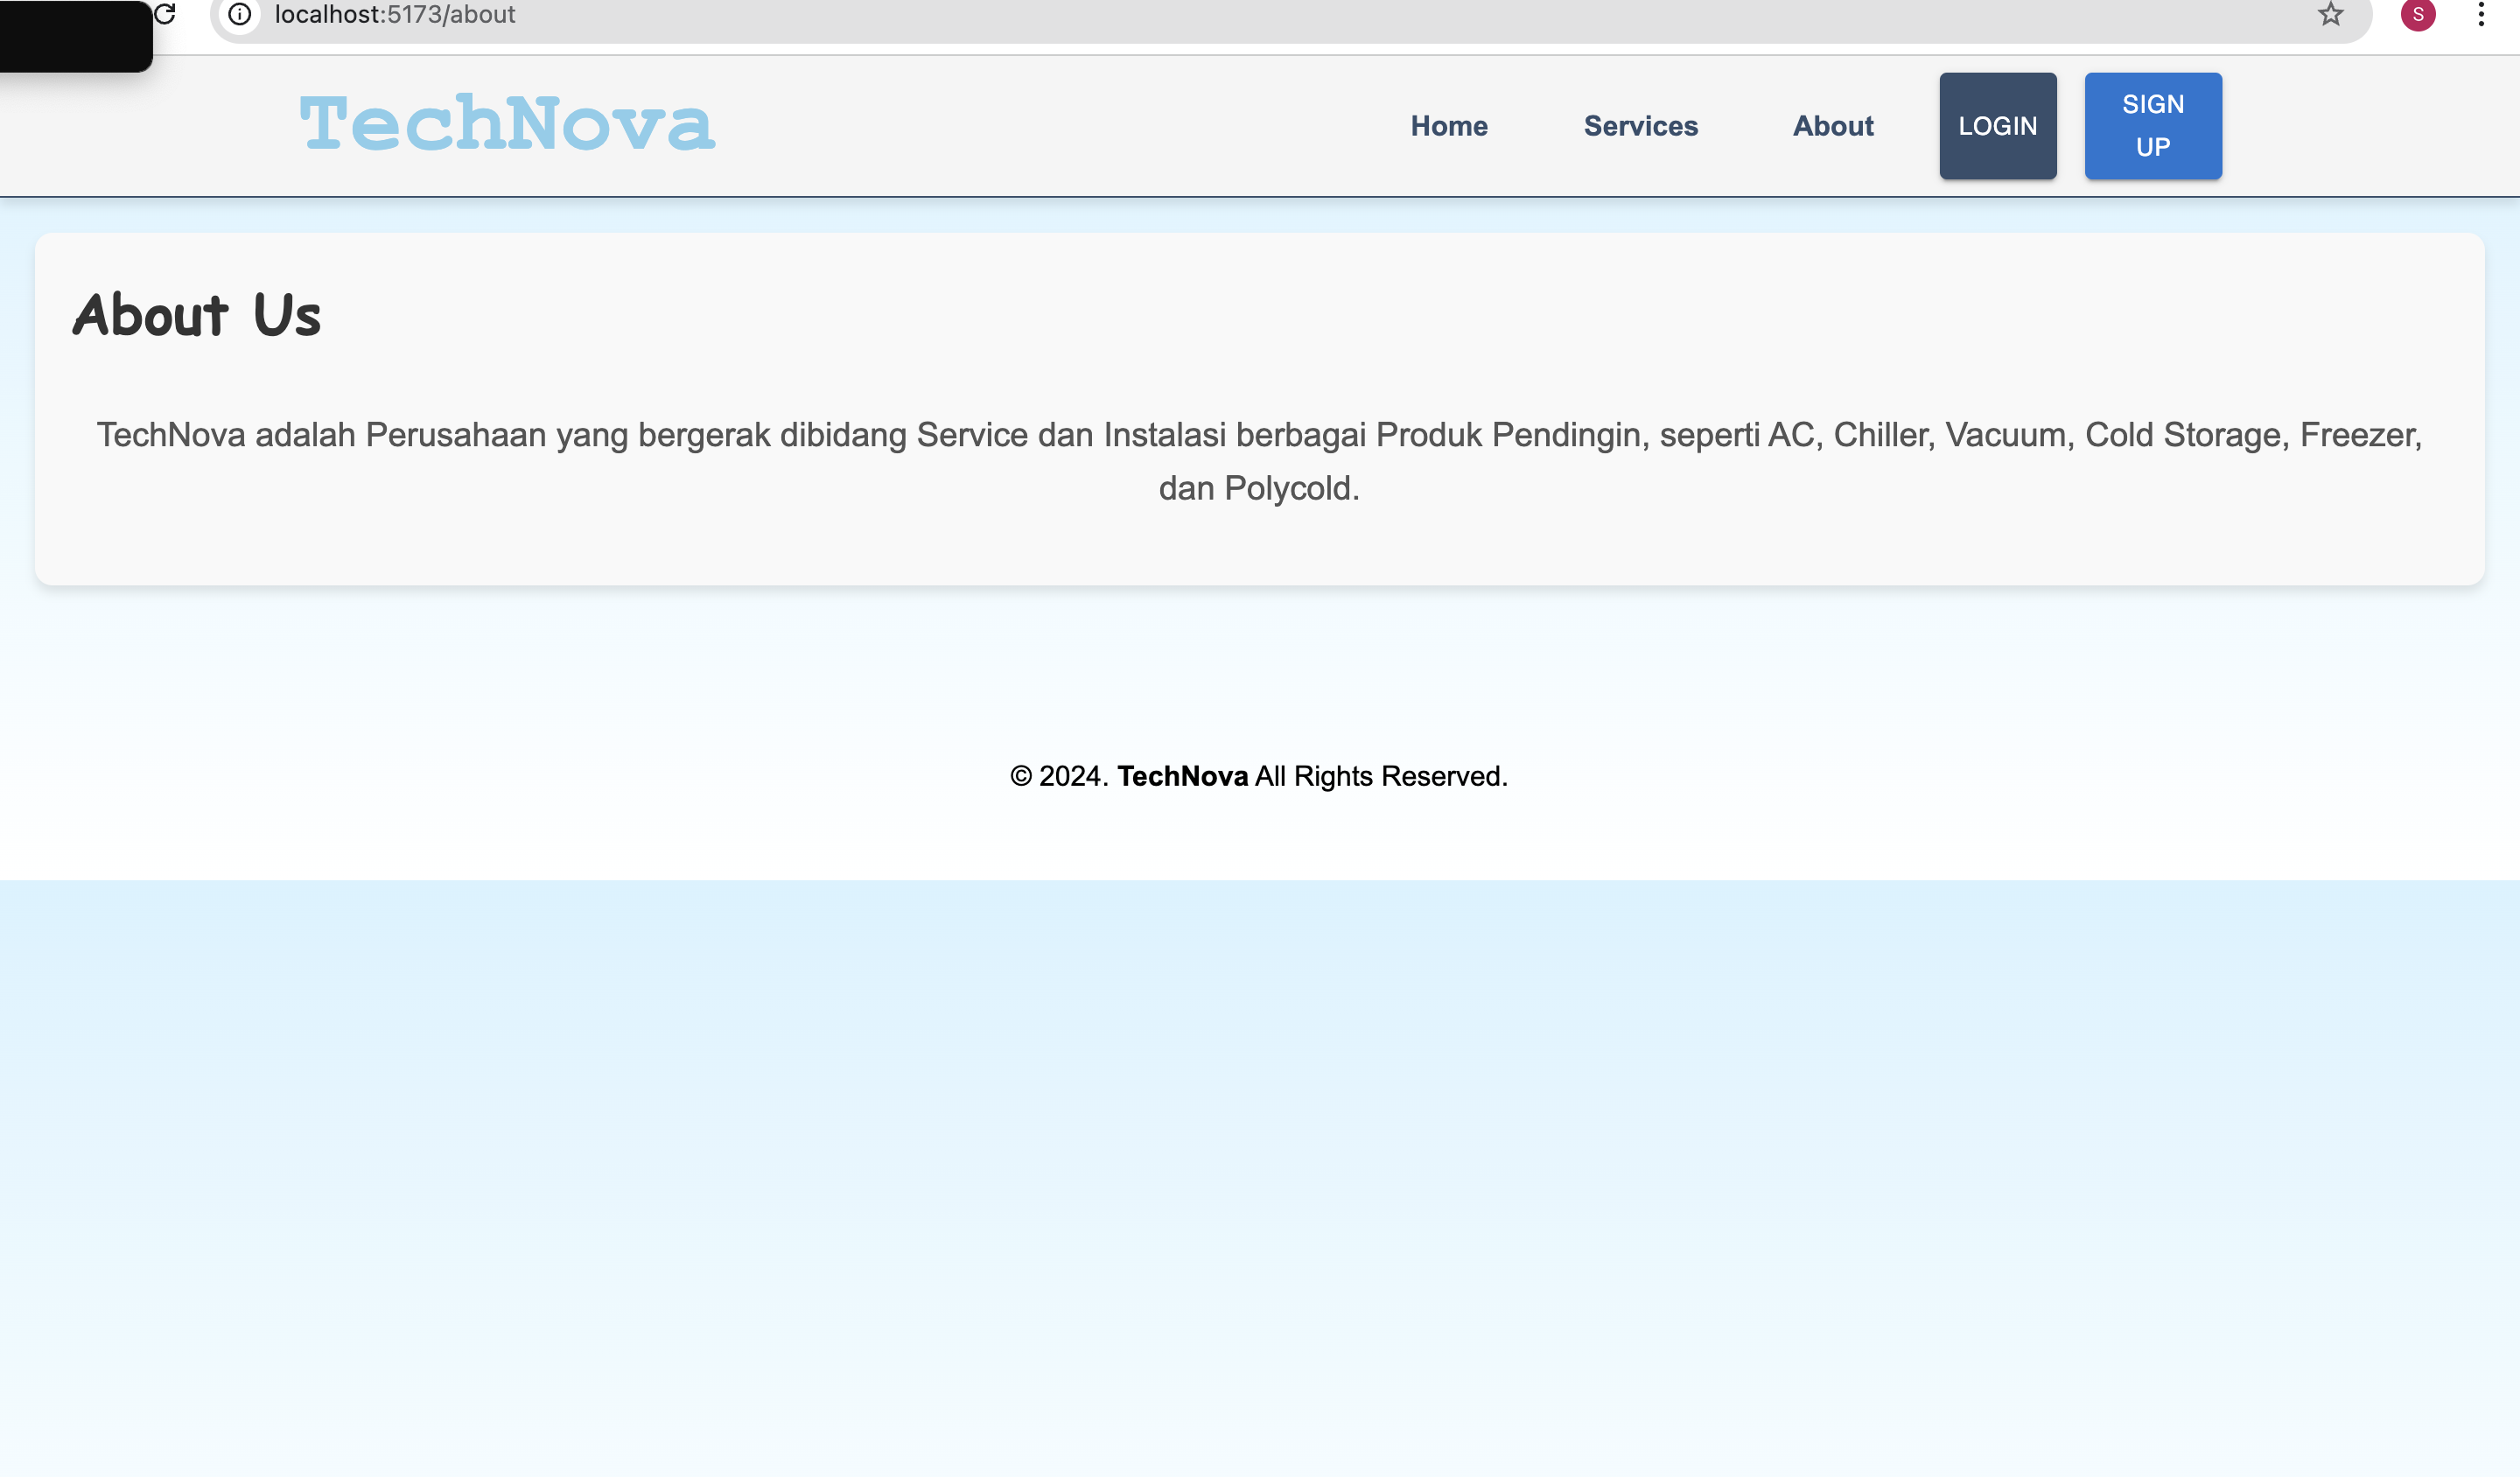 localhost:5173/about
S
TechNova
Home Services About LOGIN SIGN
UP
About Us
TechNova adalah Perusahaan yang bergerak dibidang Service dan Instalasi berbagai Produk Pendingin, seperti AC, Chiller, Vacuum, Cold Storage, Freezer,
dan Polycold.
© 2024. TechNova All Rights Reserved.